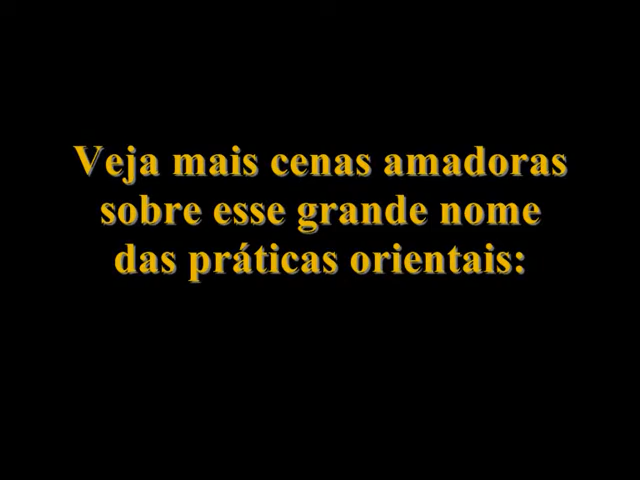 Veja mais cenas amadoras
sobre esse grande nome
das práticas orientais: